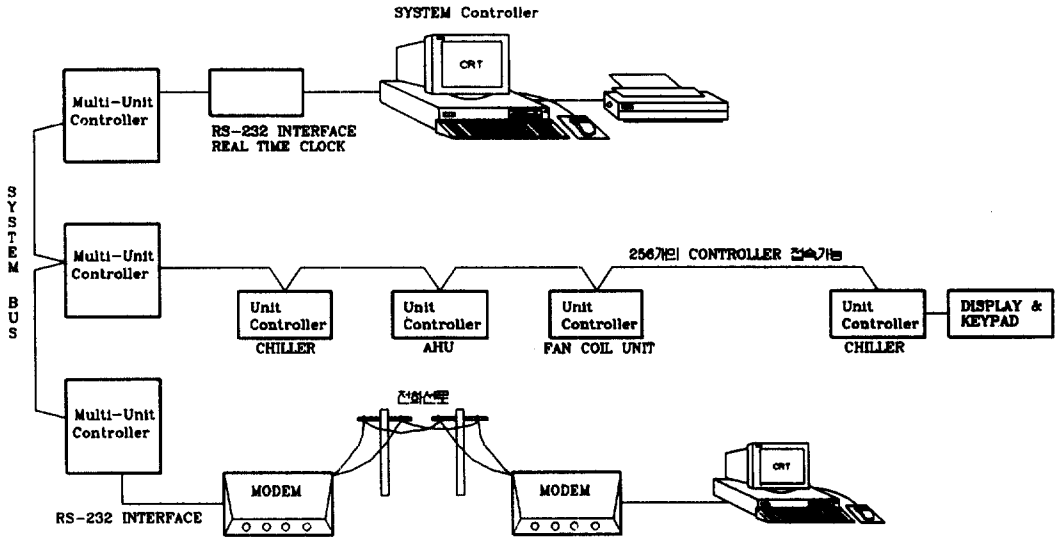 SYSTEM Controller
CRT
Multi-Unit
Controller
RS-232 INTERFACE
REAL TIME CLOCK
SYSTEM BUS
Multi-Unit
Controller
256개의 CONTROLLER 접속가능
Unit
Controller
CHILLER
Unit
Controller
AHU
Unit
Controller
FAN COIL UNIT
Unit
Controller
CHILLER
DISPLAY &
KEYPAD
Multi-Unit
Controller
전화선로
MODEM
MODEM
CRT
RS-232 INTERFACE